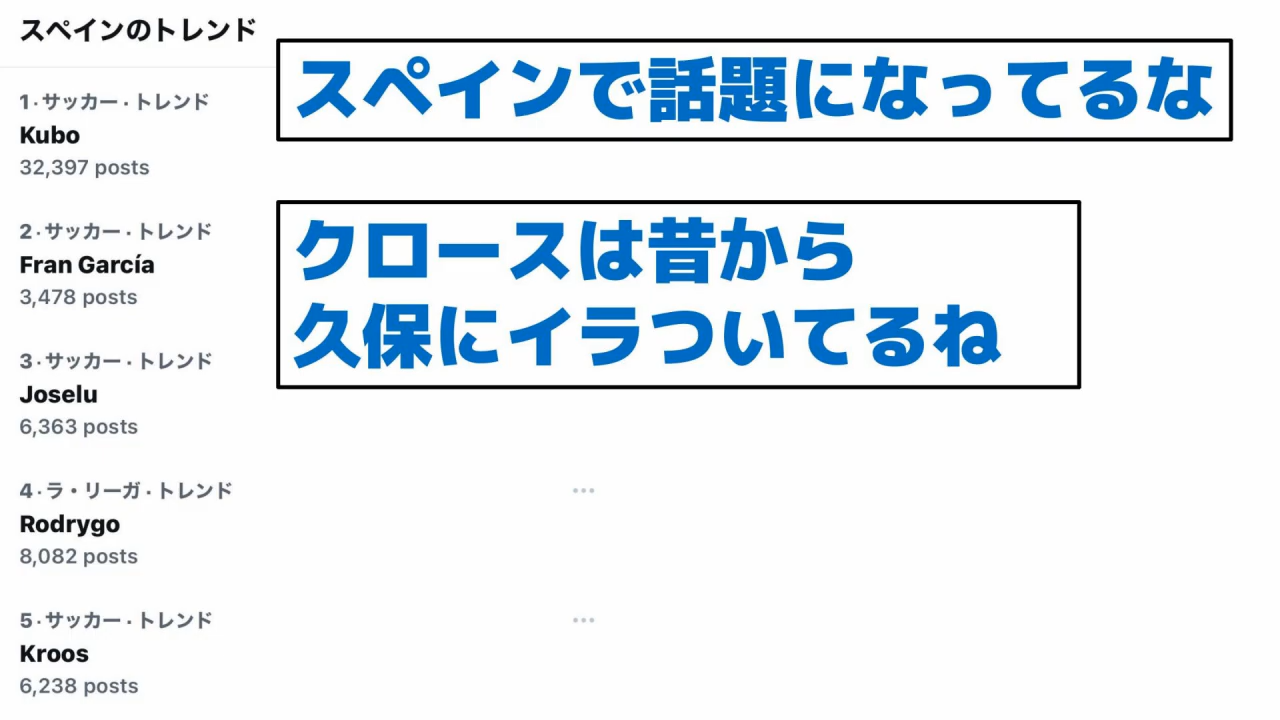 スペインのトレンド
スペインで話題になってるな
1·サッカー·トレンド
Kubo
32,397 posts
クロースは昔から
久保にイラついてるね
2·サッカー·トレンド
Fran García
3,478 posts
3·サッカー·トレンド
Joselu
6,363 posts
4·ラ・リーガ·トレンド
Rodrygo
8,082 posts
5·サッカー·トレンド
Kroos
6,238 posts